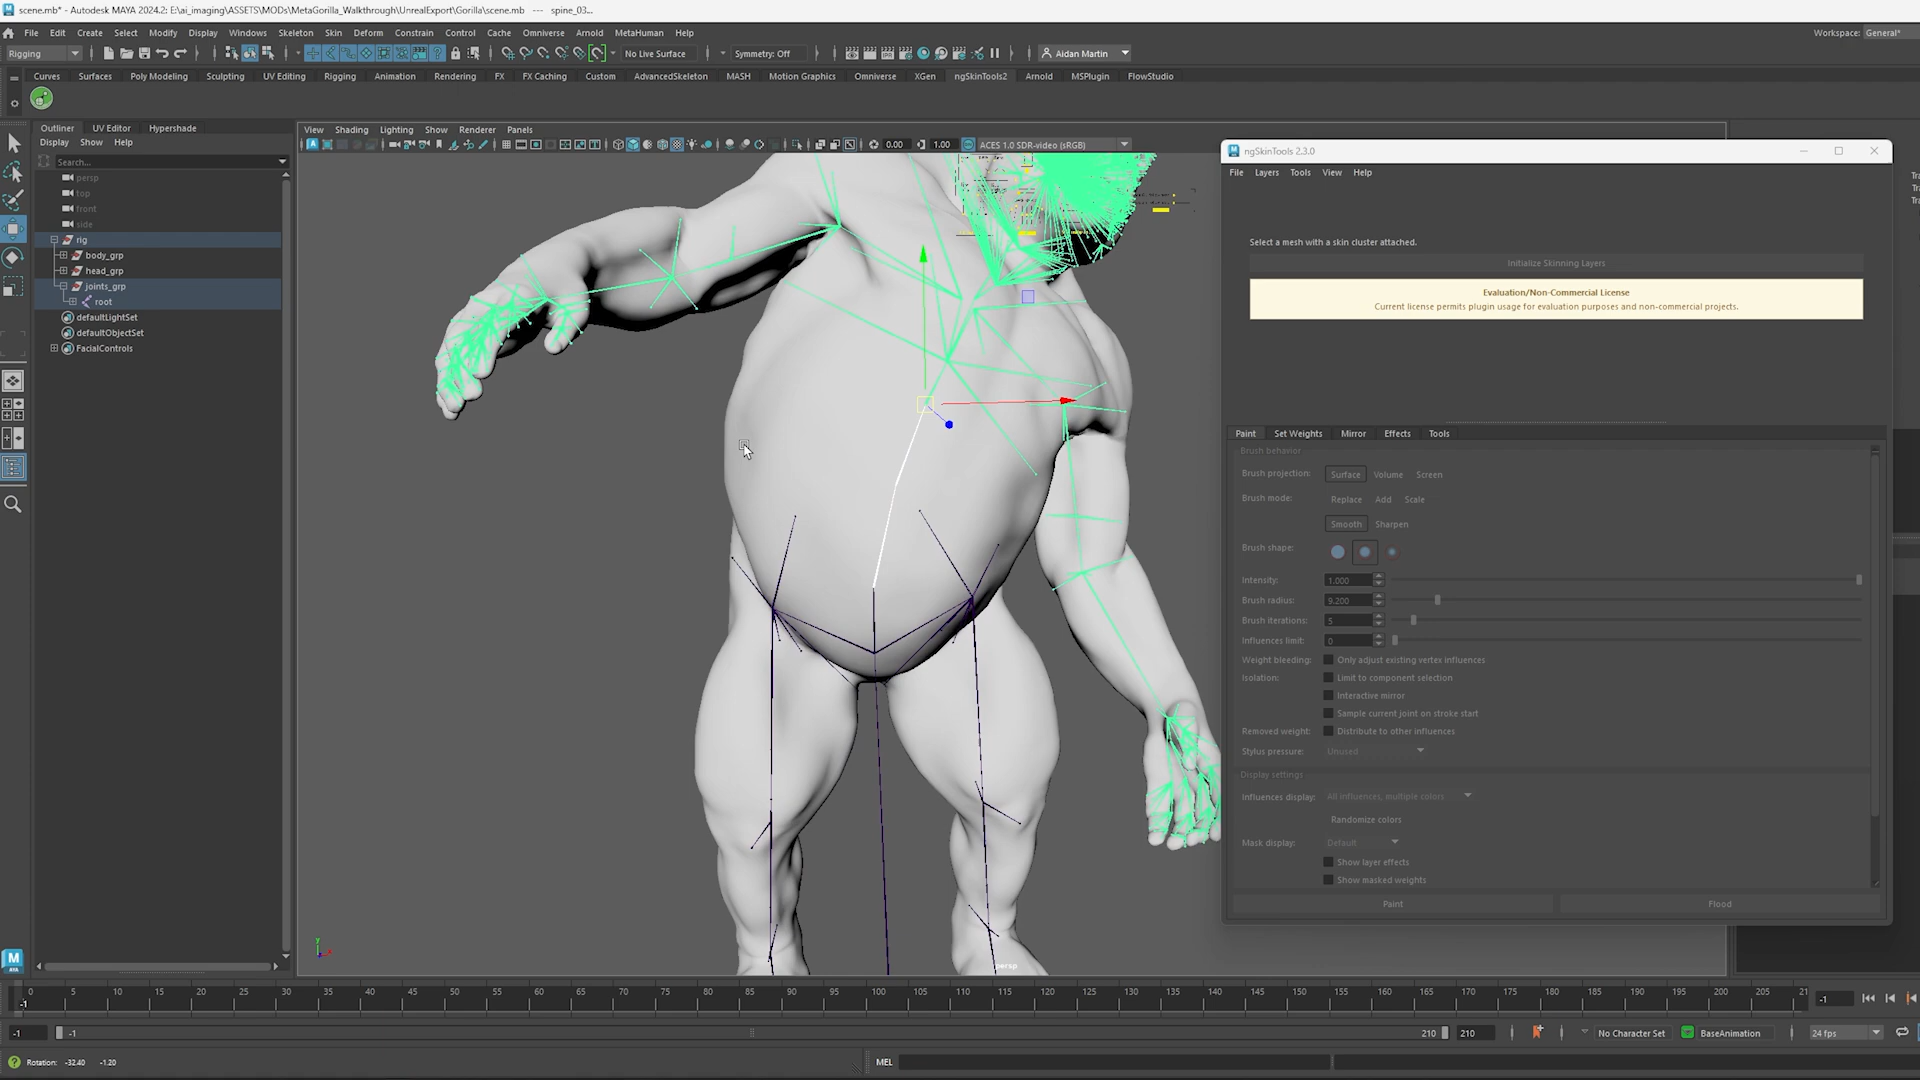 scene.mb* - Autodesk MAYA 2024.2: E:\ai_imaging\ASSETS\MODs\MetaGorilla_Walkthrough\UnrealExport\Gorilla\scene.mb --- spine_03...
File Edit Create Select Modify Display Windows Skeleton Skin Deform Constrain Control Cache Omniverse Arnold MetaHuman Help
Workspace: General*
Rigging No Live Surface Symmetry: Off Aidan Martin
Curves Surfaces Poly Modeling Sculpting UV Editing Rigging Animation Rendering FX FX Caching Custom AdvancedSkeleton MASH Motion Graphics Omniverse XGen ngSkinTools2 Arnold MSPlugin FlowStudio
Outliner UV Editor Hypershade
Display Show Help
Search...
persp
top
front
side
rig
body_grp
head_grp
joints_grp
root
defaultLightSet
defaultObjectSet
FacialControls
View Shading Lighting Show Renderer Panels
0.00 1.00 ACES 1.0 SDR-video (sRGB)
persp
ngSkinTools 2.3.0
File Layers Tools View Help
Select a mesh with a skin cluster attached.
Initialize Skinning Layers
Evaluation/Non-Commercial License
Current license permits plugin usage for evaluation purposes and non-commercial projects.
Paint Set Weights Mirror Effects Tools
Brush behavior
Brush projection: Surface Volume Screen
Brush mode: Replace Add Scale
Smooth Sharpen
Brush shape:
Intensity: 1.000
Brush radius: 9.200
Brush iterations: 5
Influences limit: 0
Weight bleeding: Only adjust existing vertex influences
Isolation: Limit to component selection
Interactive mirror
Sample current joint on stroke start
Removed weight: Distribute to other influences
Stylus pressure: Unused
Display settings
Influences display: All influences, multiple colors
Randomize colors
Mask display: Default
Show layer effects
Show masked weights
Paint Flood
Tra
Tra
Tra
0 5 10 15 20 25 30 35 40 45 50 55 60 65 70 75 80 85 90 95 100 105 110 115 120 125 130 135 140 145 150 155 160 165 170 175 180 185 190 195 200 205 21
-1 -1
-1 -1 210 210 No Character Set BaseAnimation 24 fps
Rotation: -32.40 -1.20 MEL